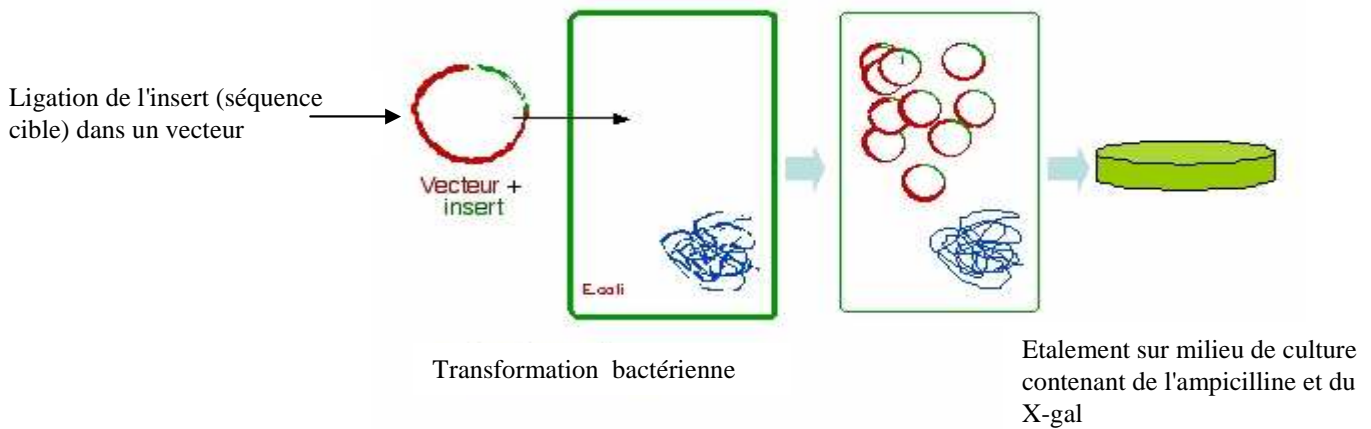 Ligation de l'insert (séquence
cible) dans un vecteur
Vecteur +
insert
E.coli
Transformation bactérienne
Etalement sur milieu de culture
contenant de l'ampicilline et du
X-gal